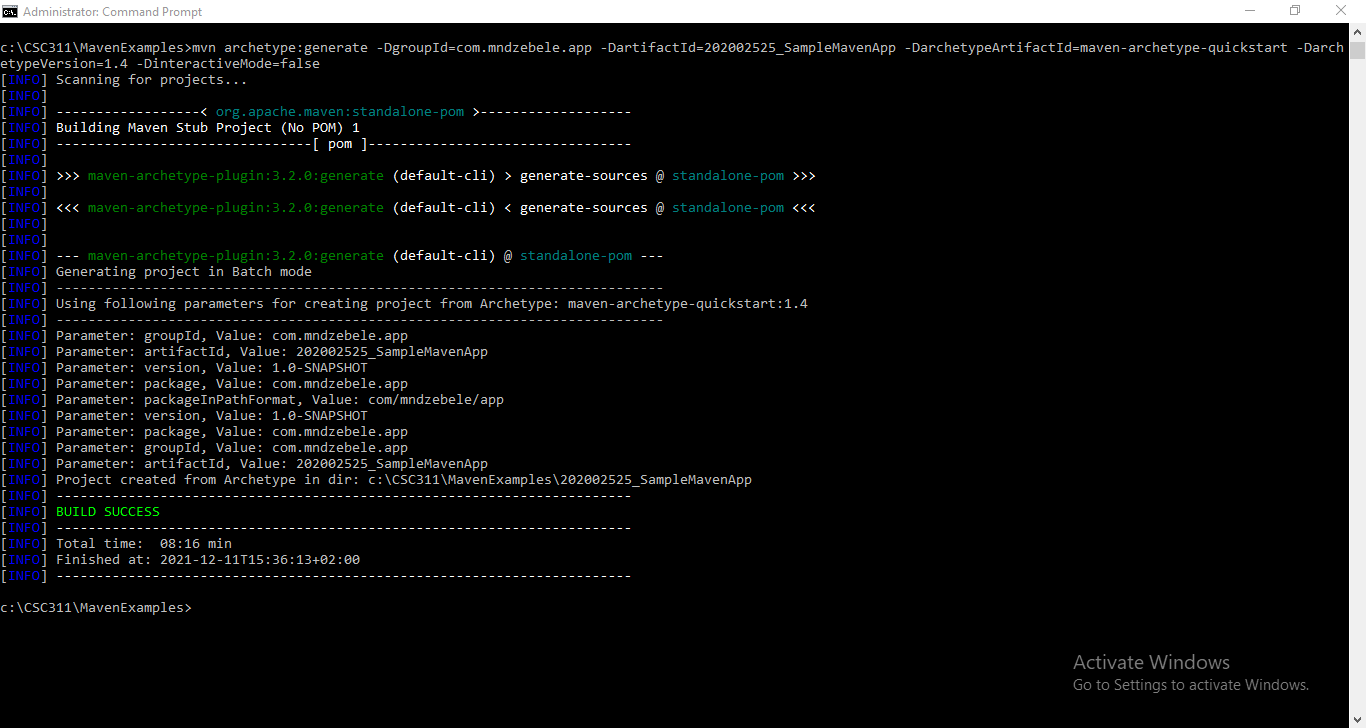 Administrator: Command Prompt
c:\CSC311\MavenExamples>mvn archetype:generate -DgroupId=com.mndzebele.app -DartifactId=202002525_SampleMavenApp -DarchetypeArtifactId=maven-archetype-quickstart -Darch
etypeVersion=1.4 -DinteractiveMode=false
[INFO] Scanning for projects...
[INFO]
[INFO] ------------------< org.apache.maven:standalone-pom >-------------------
[INFO] Building Maven Stub Project (No POM) 1
[INFO] --------------------------------[ pom ]---------------------------------
[INFO]
[INFO] >>> maven-archetype-plugin:3.2.0:generate (default-cli) > generate-sources @ standalone-pom >>>
[INFO]
[INFO] <<< maven-archetype-plugin:3.2.0:generate (default-cli) < generate-sources @ standalone-pom <<<
[INFO]
[INFO]
[INFO] --- maven-archetype-plugin:3.2.0:generate (default-cli) @ standalone-pom ---
[INFO] Generating project in Batch mode
[INFO] ----------------------------------------------------------------------------
[INFO] Using following parameters for creating project from Archetype: maven-archetype-quickstart:1.4
[INFO] ----------------------------------------------------------------------------
[INFO] Parameter: groupId, Value: com.mndzebele.app
[INFO] Parameter: artifactId, Value: 202002525_SampleMavenApp
[INFO] Parameter: version, Value: 1.0-SNAPSHOT
[INFO] Parameter: package, Value: com.mndzebele.app
[INFO] Parameter: packageInPathFormat, Value: com/mndzebele/app
[INFO] Parameter: version, Value: 1.0-SNAPSHOT
[INFO] Parameter: package, Value: com.mndzebele.app
[INFO] Parameter: groupId, Value: com.mndzebele.app
[INFO] Parameter: artifactId, Value: 202002525_SampleMavenApp
[INFO] Project created from Archetype in dir: c:\CSC311\MavenExamples\202002525_SampleMavenApp
[INFO] ------------------------------------------------------------------------
[INFO] BUILD SUCCESS
[INFO] ------------------------------------------------------------------------
[INFO] Total time:  08:16 min
[INFO] Finished at: 2021-12-11T15:36:13+02:00
[INFO] ------------------------------------------------------------------------
c:\CSC311\MavenExamples>
Activate Windows
Go to Settings to activate Windows.